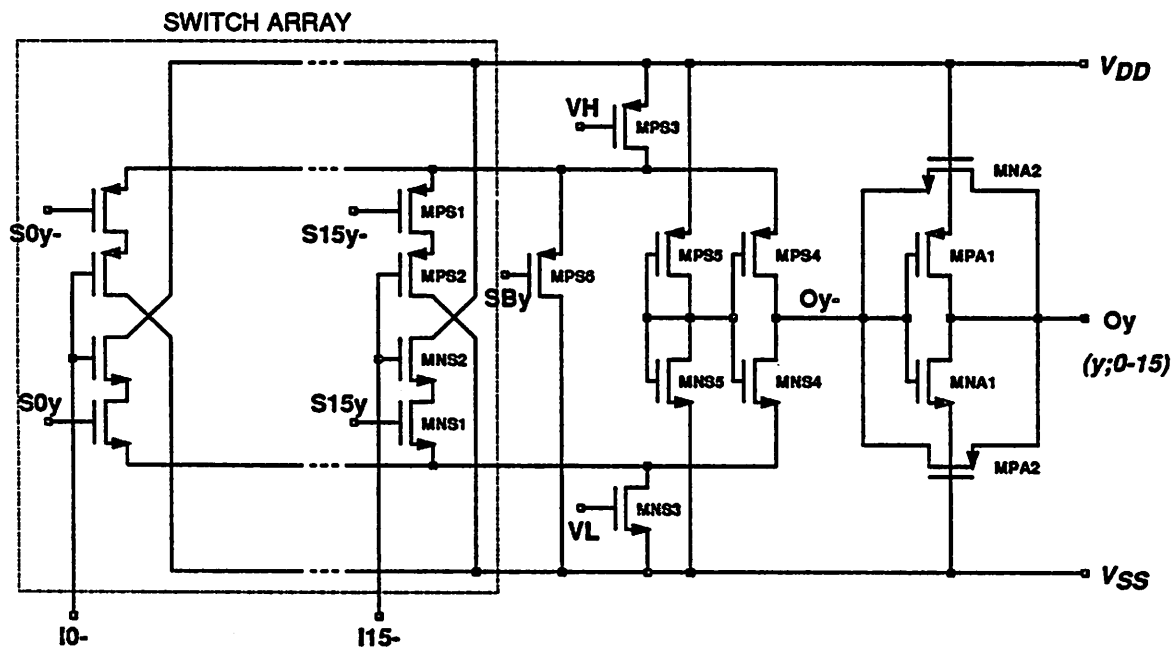 SWITCH ARRAY
VDD
VH
MPS3
MNA2
S0y-
S15y-
MPS1
MPS2
SBy
MPS6
MPS5
MPS4
MPA1
Oy-
Oy
(y;0-15)
MNS2
MNS5
MNS4
MNA1
S0y
S15y
MNS1
MPA2
VL
MNS3
VSS
I0-
I15-